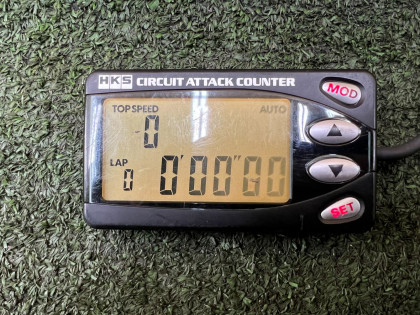 HKS CIRCUIT ATTACK COUNTER
MOD
TOP SPEED AUTO
0
LAP
0 0'00"00
SET